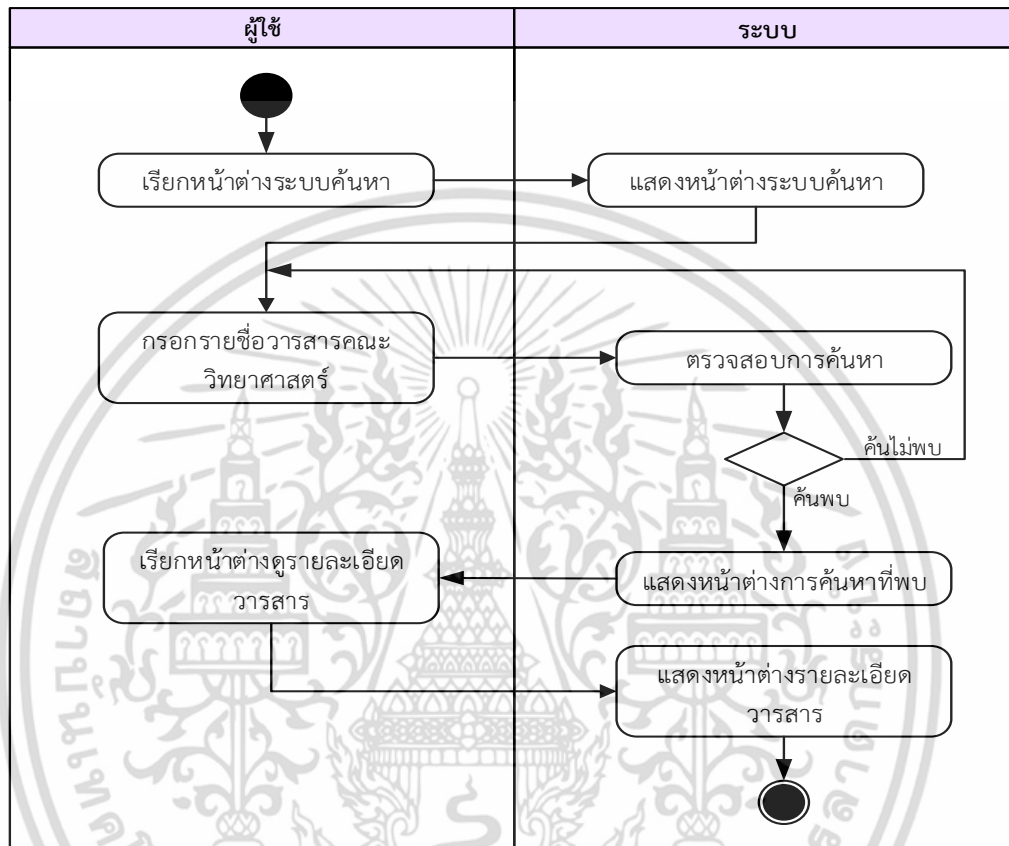 ผู้ใช้
ระบบ
เรียกหน้าต่างระบบค้นหา
แสดงหน้าต่างระบบค้นหา
กรอกรายชื่อวารสารคณะ
วิทยาศาสตร์
ตรวจสอบการค้นหา
ค้นไม่พบ
ค้นพบ
เรียกหน้าต่างดูรายละเอียด
วารสาร
แสดงหน้าต่างการค้นหาที่พบ
แสดงหน้าต่างรายละเอียด
วารสาร